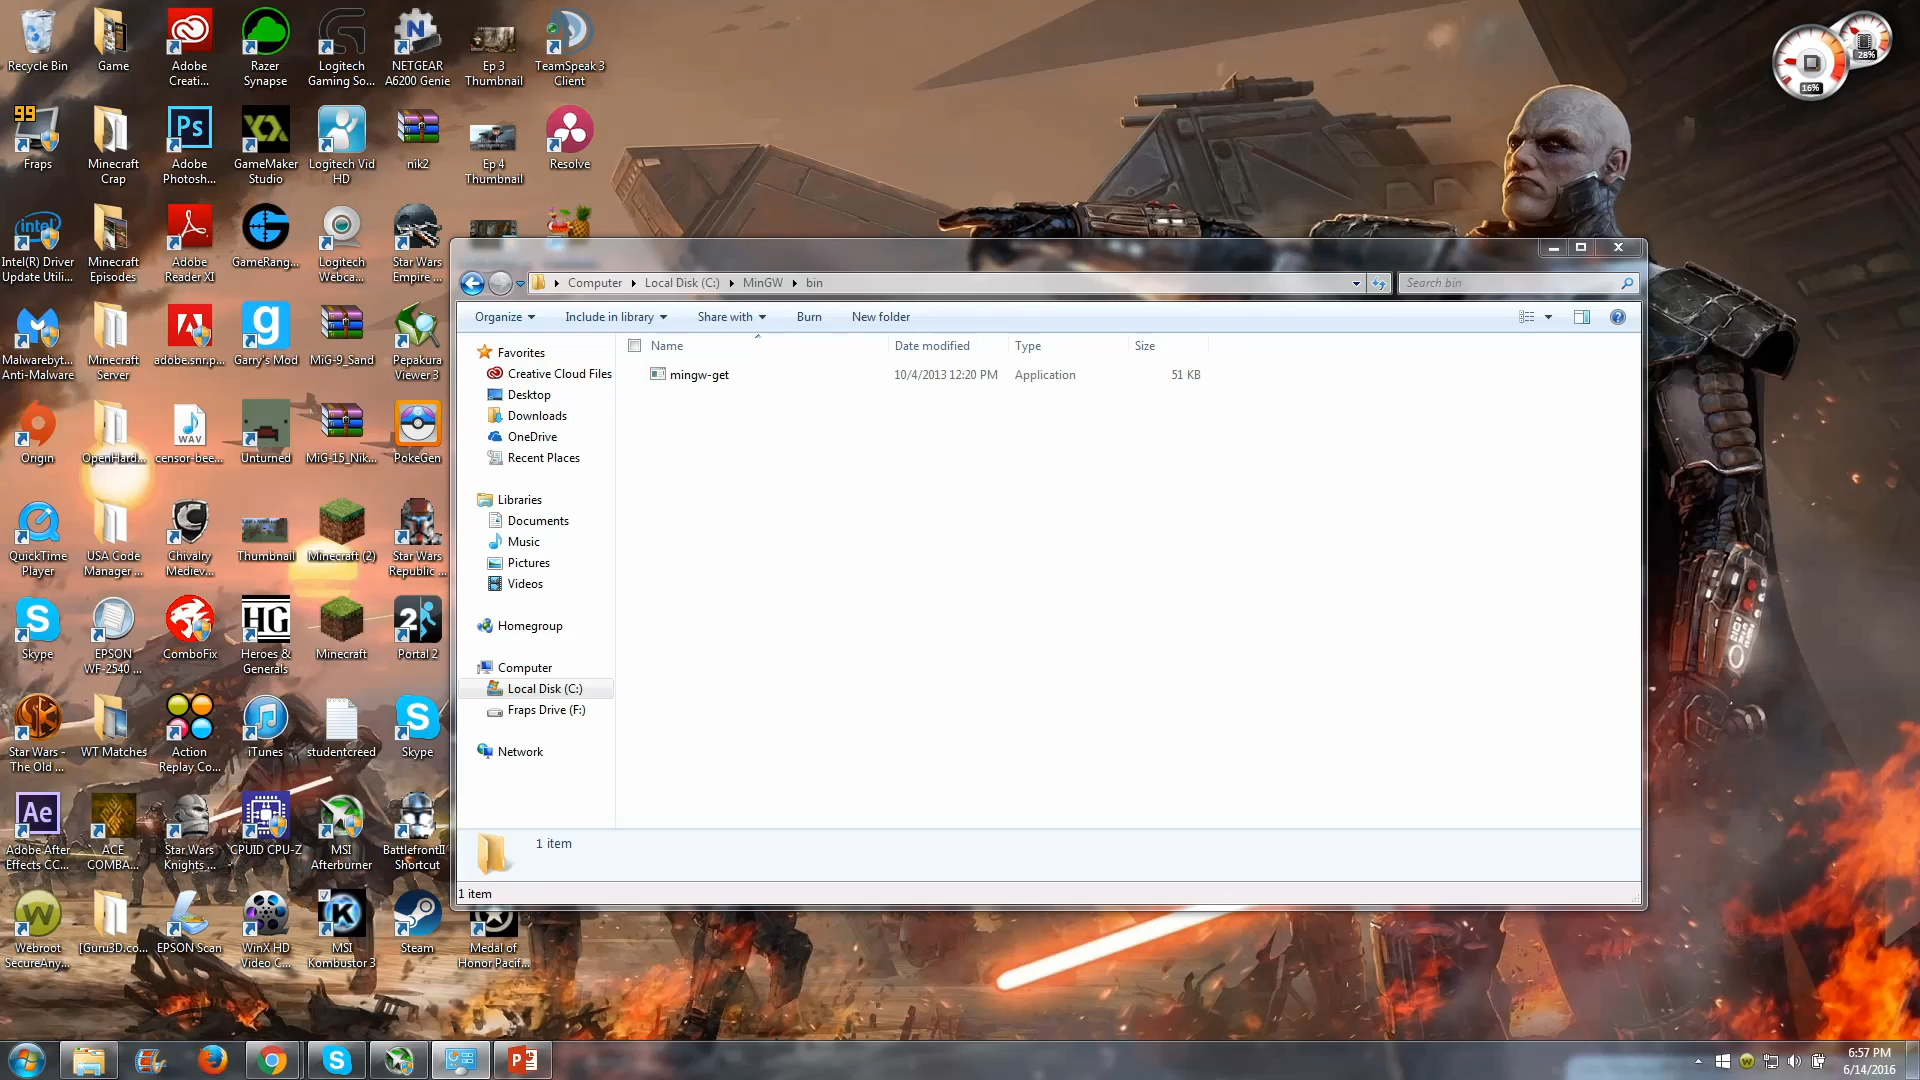 Recycle Bin
Game
Adobe
Creati...
Razer
Synapse
Logitech
Gaming So...
NETGEAR
A6200 Genie
Ep 3
Thumbnail
TeamSpeak 3
Client
99
Fraps
Minecraft
Crap
Ps
Adobe
Photosh...
GameMaker
Studio
Logitech Vid
HD
nik2
Ep 4
Thumbnail
Resolve
intel
Intel(R) Driver
Update Utili...
Minecraft
Episodes
Adobe
Reader XI
GameRang...
Logitech
Webca...
Star Wars
Empire ...
Malwarebyt...
Anti-Malware
Minecraft
Server
adobe.snr.p...
Garry's Mod
MiG-9_Sand
Pepakura
Viewer 3
Origin
OpenHard...
WAV
censor-bee...
Unturned
MiG-15_Nik...
PokeGen
QuickTime
Player
USA Code
Manager ...
Chivalry
Mediev...
Thumbnail
Minecraft (2)
Star Wars
Republic ...
Skype
EPSON
WF-2540 ...
ComboFix
HG
Heroes &
Generals
Minecraft
2
Portal 2
Star Wars -
The Old ...
WT Matches
Action
Replay Co...
iTunes
studentcreed
Skype
Ae
Adobe After
Effects CC...
ACE
COMBA...
Star Wars
Knights ...
CPUID CPU-Z
MSI
Afterburner
BattlefrontII
Shortcut
Webroot
SecureAny...
[Guru3D.co...
EPSON Scan
WinX HD
Video C...
K
MSI
Kombustor 3
Steam
Medal of
Honor Pacif...
16%
28%
Computer
Local Disk (C:)
MinGW
bin
Search bin
Organize
Include in library
Share with
Burn
New folder
Name
Date modified
Type
Size
mingw-get
10/4/2013 12:20 PM
Application
51 KB
Favorites
Creative Cloud Files
Desktop
Downloads
OneDrive
Recent Places
Libraries
Documents
Music
Pictures
Videos
Homegroup
Computer
Local Disk (C:)
Fraps Drive (F:)
Network
1 item
1 item
6:57 PM
6/14/2016